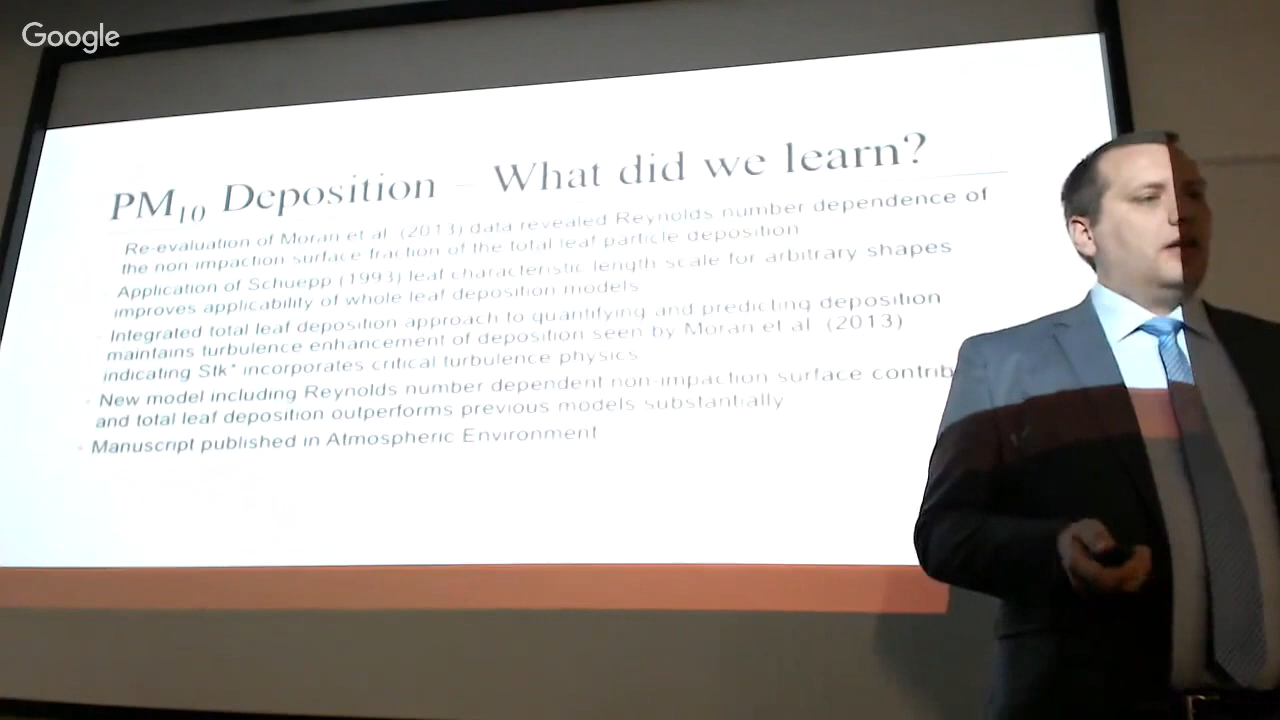 Google
PM10 Deposition – What did we learn?
Re-evaluation of Moran et al. (2013) data revealed Reynolds number dependence of
the non impaction surface fraction of the total leaf particle deposition
Application of Schuepp (1993) leaf characteristic length scale for arbitrary shapes
improves applicability of whole leaf deposition models
Integrated total leaf deposition approach to quantifying and predicting deposition
maintains turbulence enhancement of deposition seen by Moran et al. (2013)
indicating Stk* incorporates critical turbulence physics
New model including Reynolds number dependent non-impaction surface contrib
and total leaf deposition outperforms previous models substantially
Manuscript published in Atmospheric Environment